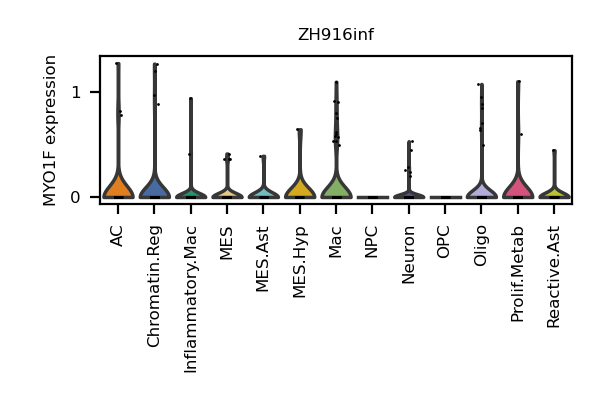 ZH916inf
MYO1F expression
1
0
AC
Chromatin.Reg
Inflammatory.Mac
MES
MES.Ast
MES.Hyp
Mac
NPC
Neuron
OPC
Oligo
Prolif.Metab
Reactive.Ast